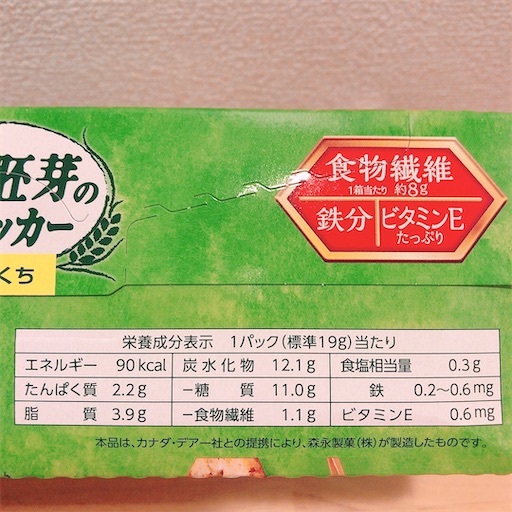 胚芽の
ッカー
くち
食物繊維
1箱当たり 約8g
鉄分 ビタミンE
たっぷり
栄養成分表示 1パック(標準19g)当たり
エネルギー 90kcal 炭水化物 12.1g 食塩相当量 0.3g
たんぱく質 2.2g −糖質 11.0g 鉄 0.2〜0.6mg
脂質 3.9g −食物繊維 1.1g ビタミンE 0.6mg
本品は、カナダ・デアー社との提携により、森永製菓(株)が製造したものです。